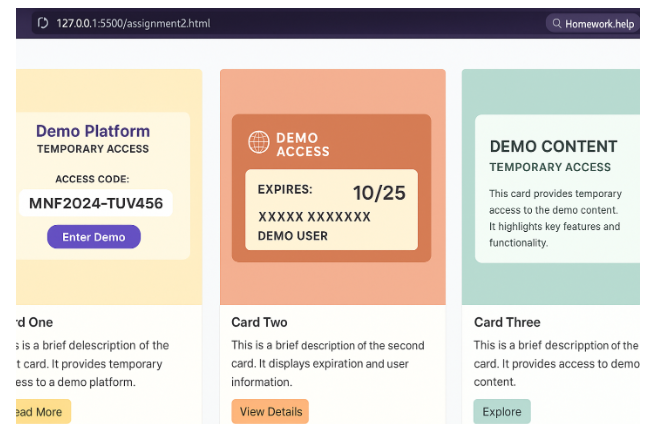 127.0.0.1:5500/assignment2.html
Homework.help
Demo Platform
TEMPORARY ACCESS
ACCESS CODE:
MNF2024-TUV456
Enter Demo
rd One
s is a brief delescription of the
t card. It provides temporary
ess to a demo platform.
ead More
DEMO
ACCESS
EXPIRES: 10/25
XXXXX XXXXXXX
DEMO USER
Card Two
This is a brief description of the second
card. It displays expiration and user
information.
View Details
DEMO CONTENT
TEMPORARY ACCESS
This card provides temporary
access to the demo content.
It highlights key features and
functionality.
Card Three
This is a brief descripption of the
card. It provides access to demo
content.
Explore